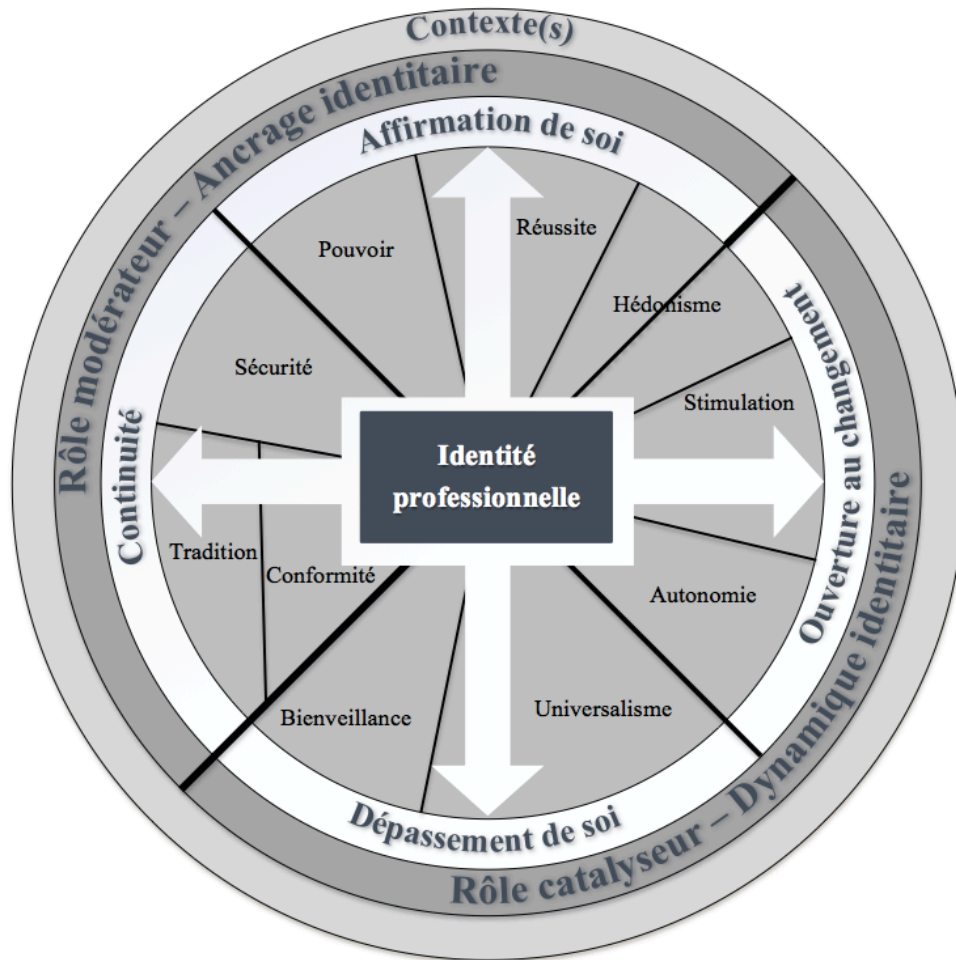 Contexte(s)
Rôle modérateur – Ancrage identitaire
Affirmation de soi
Pouvoir
Réussite
Hédonisme
Sécurité
Stimulation
Continuité
Identité
professionnelle
Ouverture au changement
Tradition
Conformité
Autonomie
Bienveillance
Universalisme
Dépassement de soi
Rôle catalyseur – Dynamique identitaire